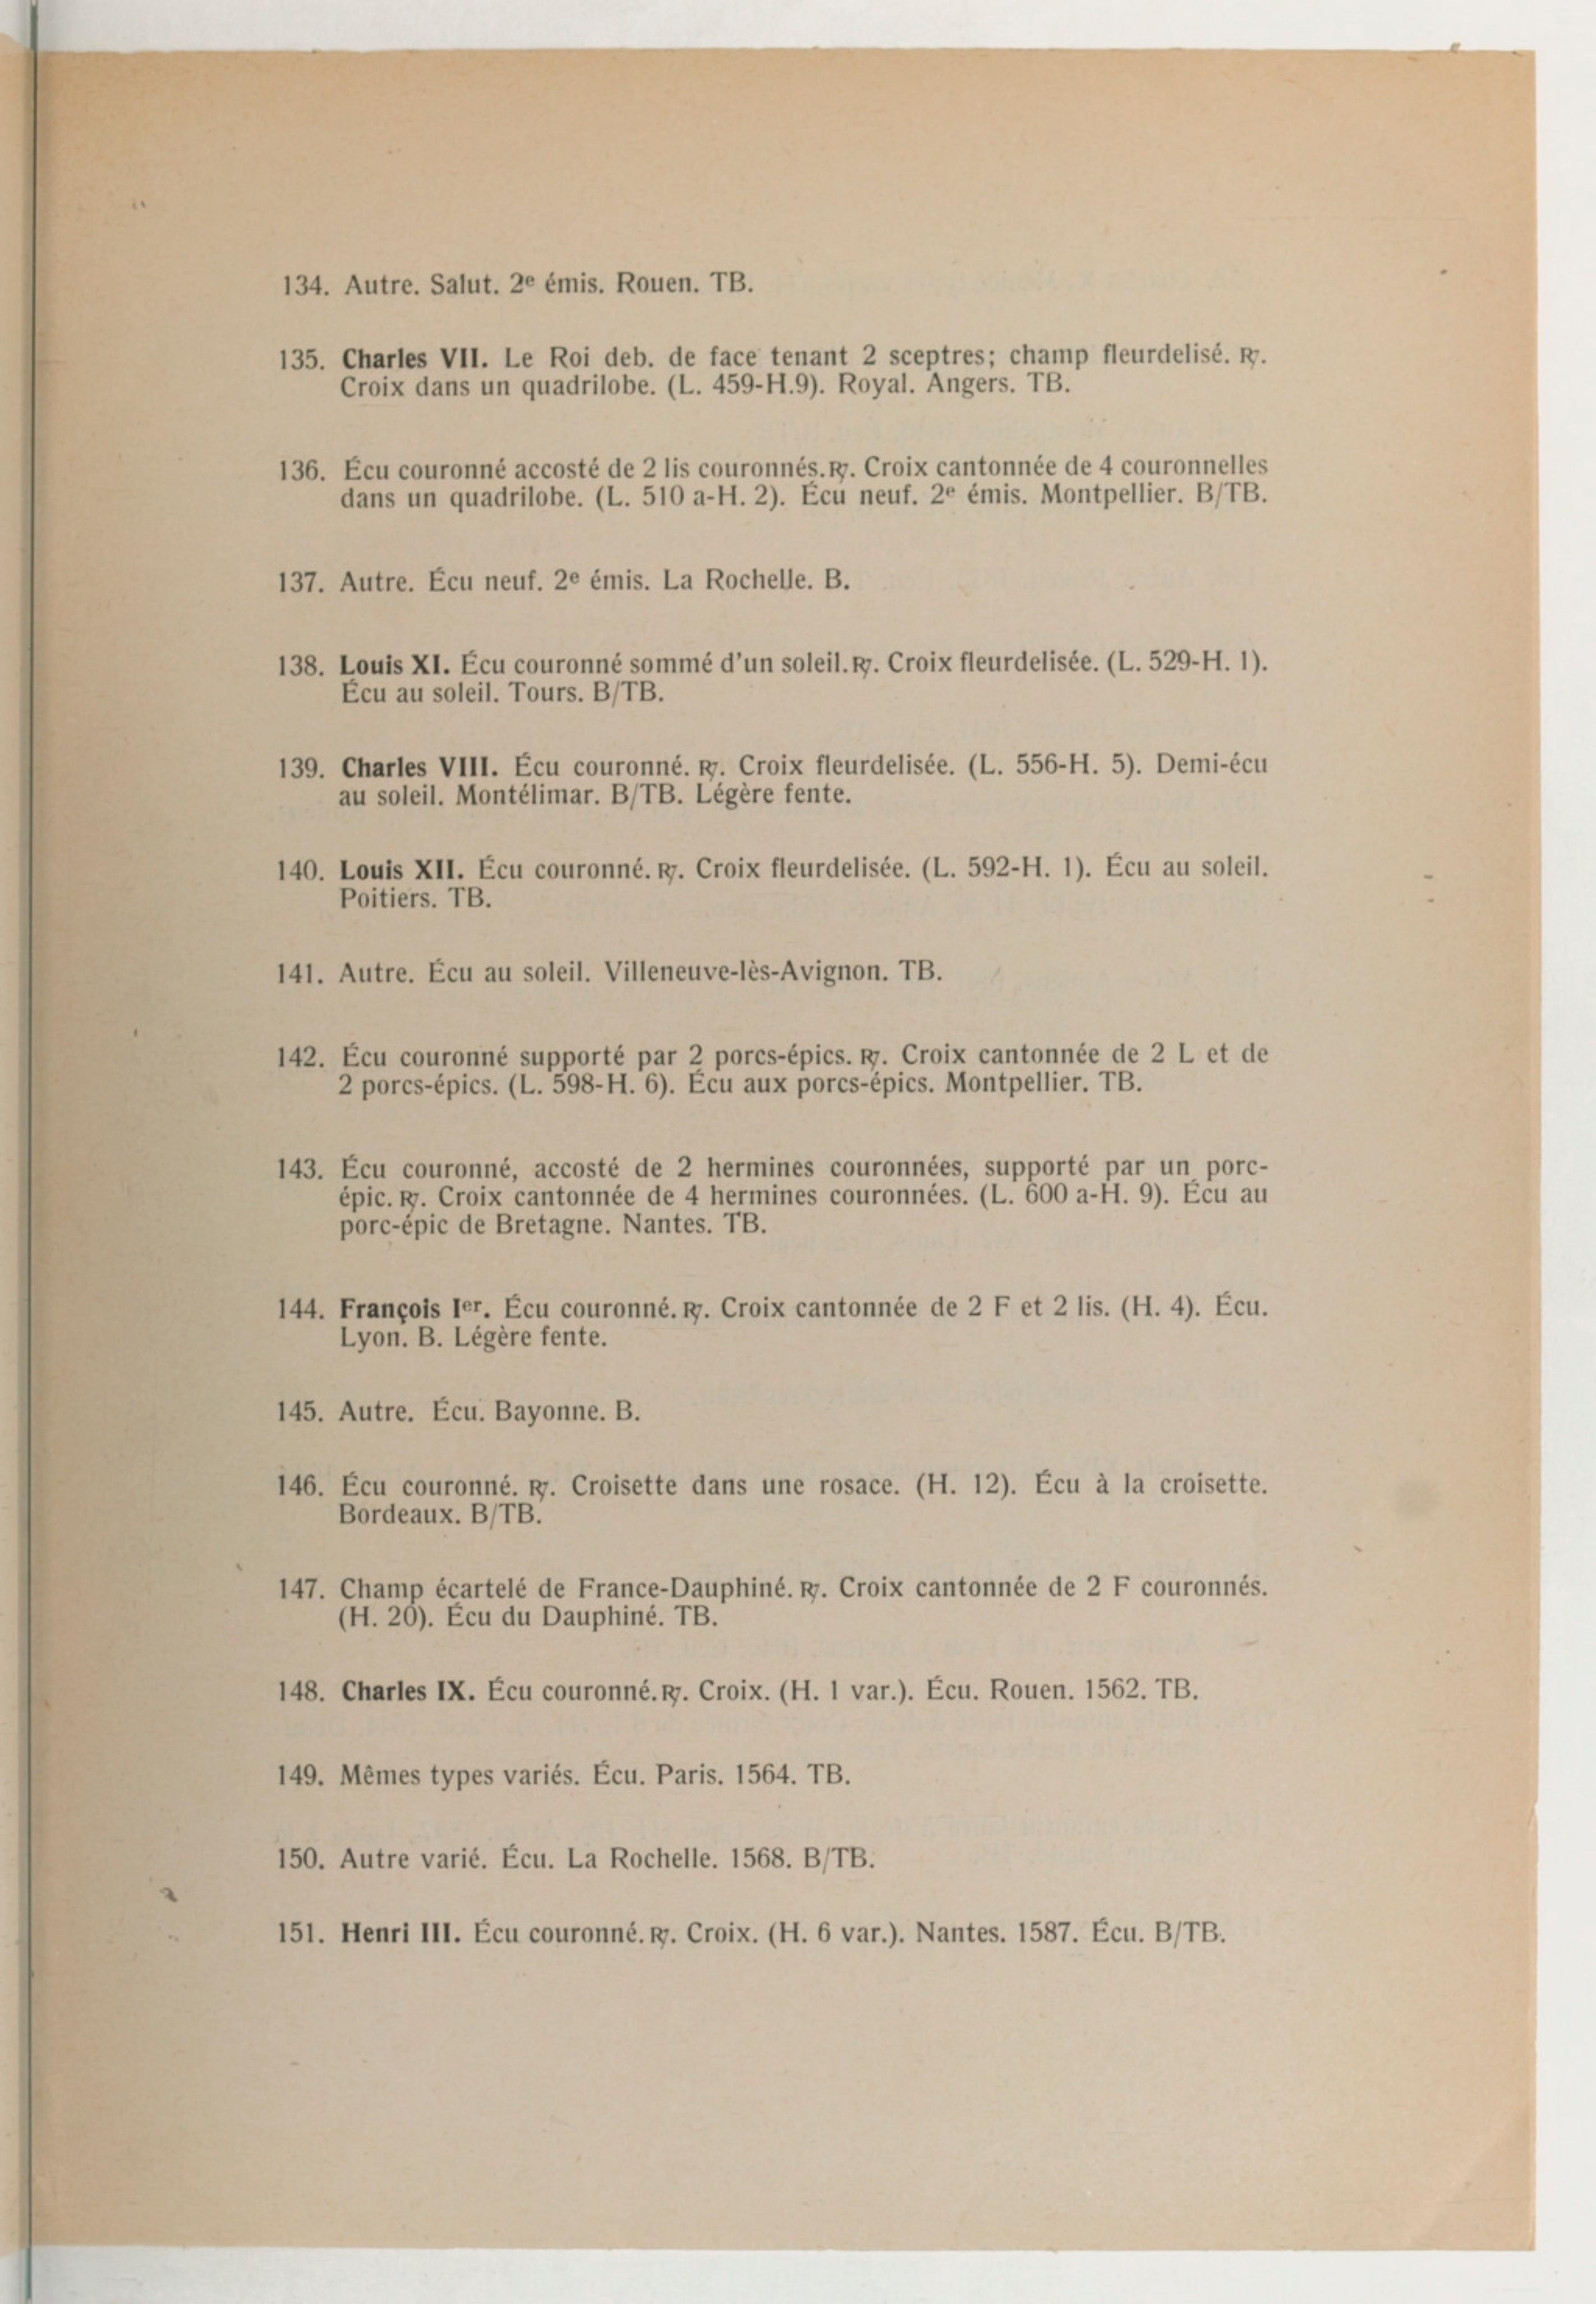 134. Autre. Salut. 2e émis. Rouen. TB.
135. Charles VII. Le Roi deb. de face tenant 2 sceptres; champ fleurdelisé. ℞.
Croix dans un quadrilobe. (L. 459-H.9). Royal. Angers. TB.
136. Écu couronné accosté de 2 lis couronnés. ℞. Croix cantonnée de 4 couronnelles
dans un quadrilobe. (L. 510 a-H. 2). Écu neuf. 2e émis. Montpellier. B/TB.
137. Autre. Écu neuf. 2e émis. La Rochelle. B.
138. Louis XI. Écu couronné sommé d'un soleil. ℞. Croix fleurdelisée. (L. 529-H. 1).
Écu au soleil. Tours. B/TB.
139. Charles VIII. Écu couronné. ℞. Croix fleurdelisée. (L. 556-H. 5). Demi-écu
au soleil. Montélimar. B/TB. Légère fente.
140. Louis XII. Écu couronné. ℞. Croix fleurdelisée. (L. 592-H. 1). Écu au soleil.
Poitiers. TB.
141. Autre. Écu au soleil. Villeneuve-lès-Avignon. TB.
142. Écu couronné supporté par 2 porcs-épics. ℞. Croix cantonnée de 2 L et de
2 porcs-épics. (L. 598-H. 6). Écu aux porcs-épics. Montpellier. TB.
143. Écu couronné, accosté de 2 hermines couronnées, supporté par un porc-
épic. ℞. Croix cantonnée de 4 hermines couronnées. (L. 600 a-H. 9). Écu au
porc-épic de Bretagne. Nantes. TB.
144. François Ier. Écu couronné. ℞. Croix cantonnée de 2 F et 2 lis. (H. 4). Écu.
Lyon. B. Légère fente.
145. Autre. Écu. Bayonne. B.
146. Écu couronné. ℞. Croisette dans une rosace. (H. 12). Écu à la croisette.
Bordeaux. B/TB.
147. Champ écartelé de France-Dauphiné. ℞. Croix cantonnée de 2 F couronnés.
(H. 20). Écu du Dauphiné. TB.
148. Charles IX. Écu couronné. ℞. Croix. (H. 1 var.). Écu. Rouen. 1562. TB.
149. Mêmes types variés. Écu. Paris. 1564. TB.
150. Autre varié. Écu. La Rochelle. 1568. B/TB.
151. Henri III. Écu couronné. ℞. Croix. (H. 6 var.). Nantes. 1587. Écu. B/TB.